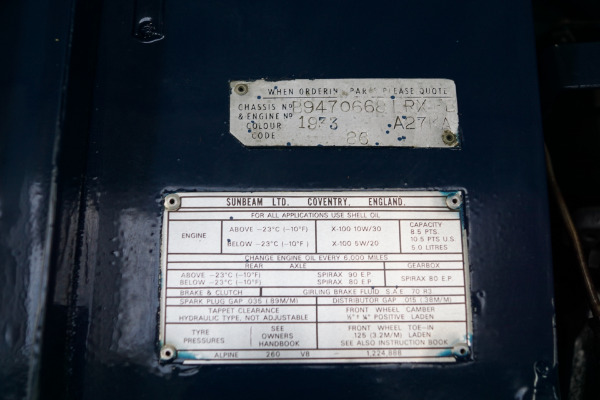 WHEN ORDERIN PAR PLEASE QUOTE
CHASSIS Nº B9470668 LRX FB
& ENGINE Nº
COLOUR 1973 A27 A
CODE 86
SUNBEAM LTD. COVENTRY, ENGLAND.
FOR ALL APPLICATIONS USE SHELL OIL
ENGINE
ABOVE -23°C (-10°F) X-100 10W/30
BELOW -23°C (-10°F) X-100 5W/20
CAPACITY
8.5 PTS.
10.5 PTS U.S.
5.0 LITRES
CHANGE ENGINE OIL EVERY 6,000 MILES
REAR AXLE GEARBOX
ABOVE -23°C (-10°F) SPIRAX 90 E.P.
BELOW -23°C (-10°F) SPIRAX 80 E.P.
SPIRAX 80 E.P.
BRAKE & CLUTCH GIRLING BRAKE FLUID S.A.E 70 R3
SPARK PLUG GAP .035 (.89M/M) DISTRIBUTOR GAP .015 (.38M/M)
TAPPET CLEARANCE
HYDRAULIC TYPE, NOT ADJUSTABLE
FRONT WHEEL CAMBER
POSITIVE LADEN
TYRE
PRESSURES
SEE
OWNERS
HANDBOOK
FRONT WHEEL TOE-IN
.125 (3.2M/M) LADEN
SEE ALSO INSTRUCTION BOOK
ALPINE 260 V8 1,224,886